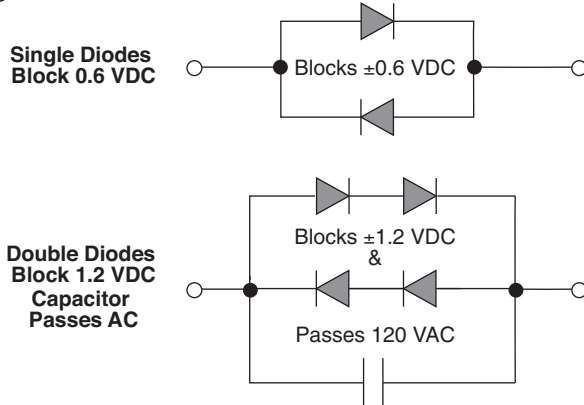 Single Diodes
Block 0.6 VDC
Blocks ±0.6 VDC
Double Diodes
Block 1.2 VDC
Capacitor
Passes AC
Blocks ±1.2 VDC
&
Passes 120 VAC